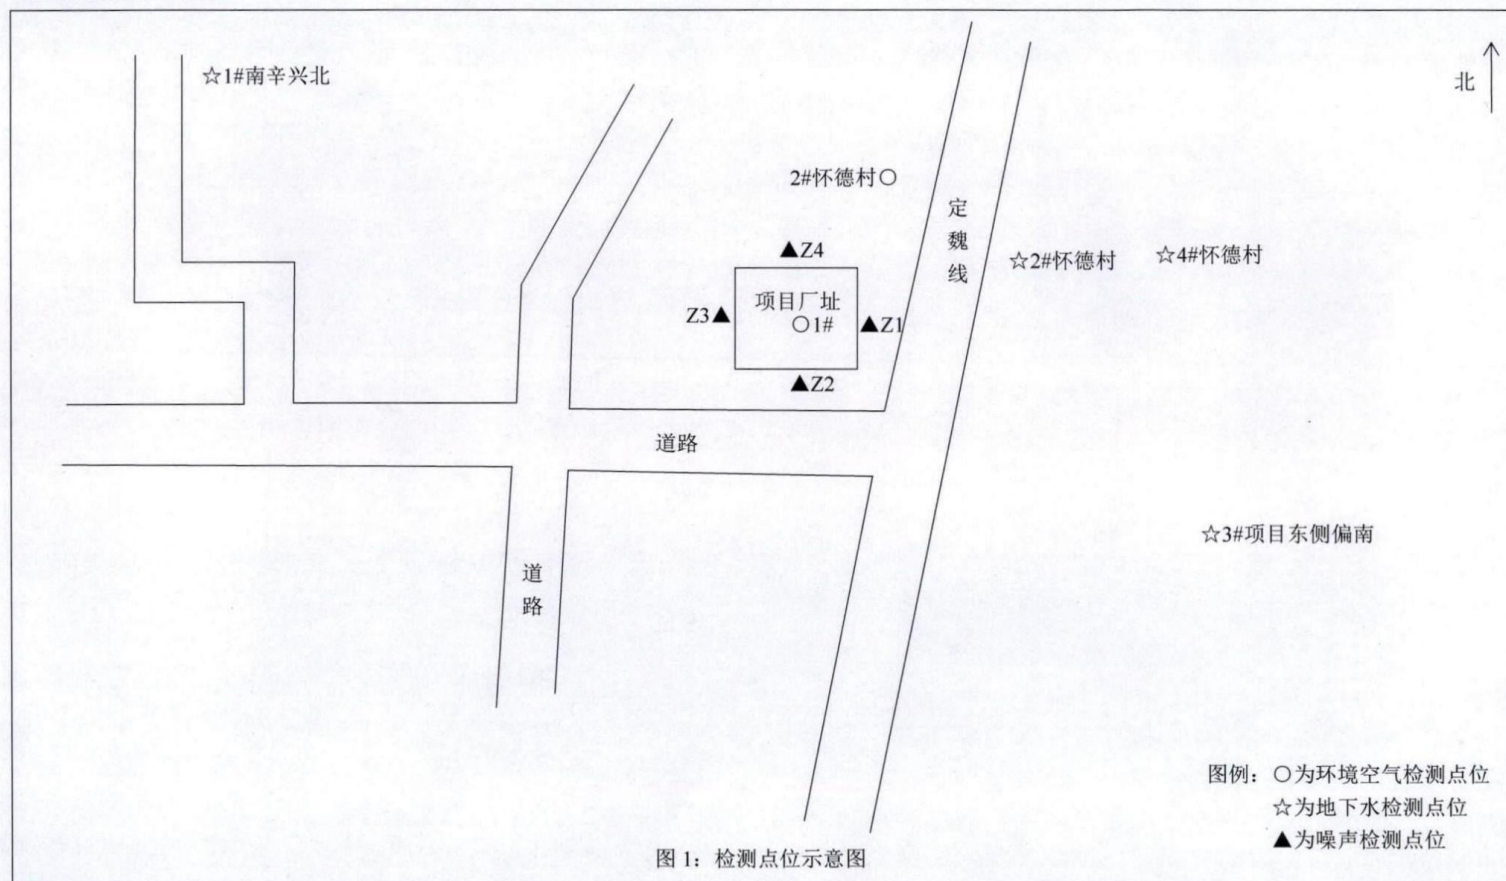 ☆1#南辛兴北
北
2#怀德村○
定魏线
▲Z4
☆2#怀德村
☆4#怀德村
项目厂址
Z3▲
○1#
▲Z1
▲Z2
道路
☆3#项目东侧偏南
道路
图例：○为环境空气检测点位
☆为地下水检测点位
▲为噪声检测点位
图1：检测点位示意图